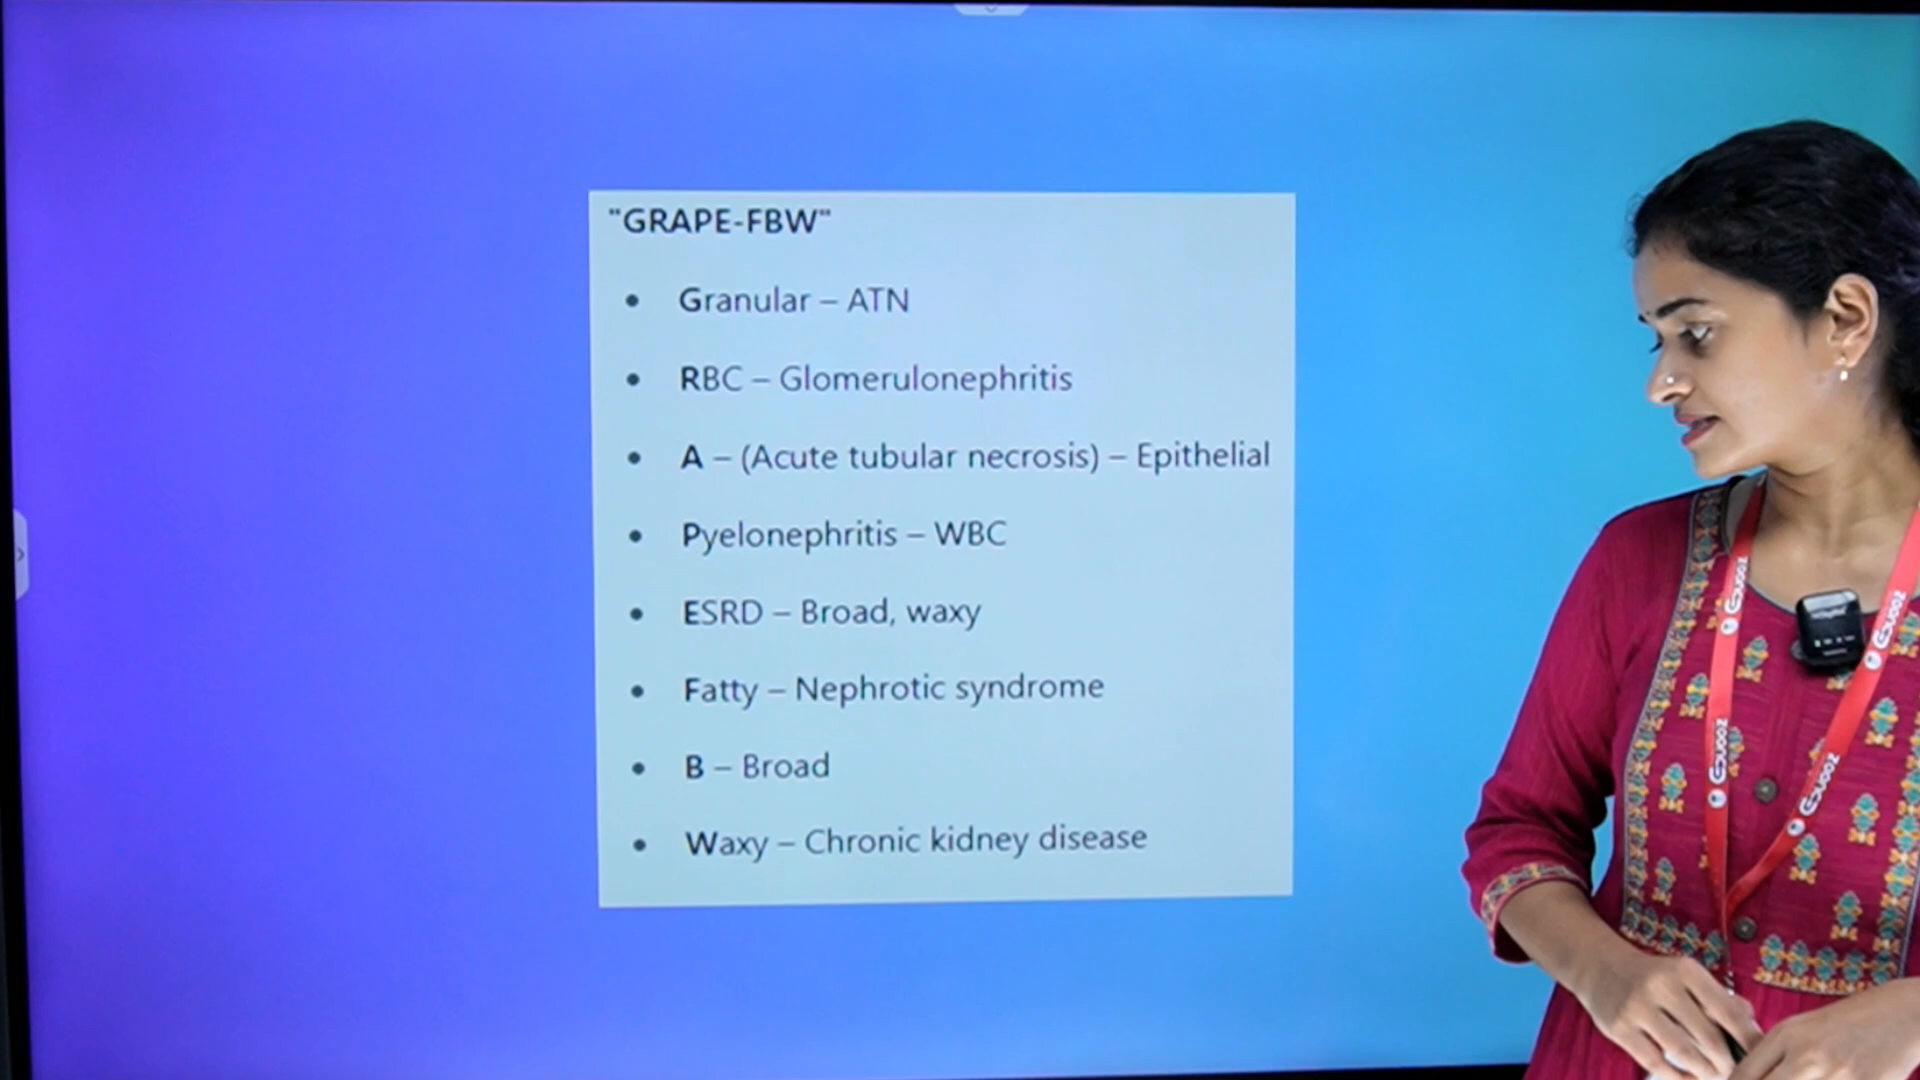 "GRAPE-FBW"
• Granular – ATN
• RBC – Glomerulonephritis
• A – (Acute tubular necrosis) – Epithelial
• Pyelonephritis – WBC
• ESRD – Broad, waxy
• Fatty – Nephrotic syndrome
• B – Broad
• Waxy – Chronic kidney disease